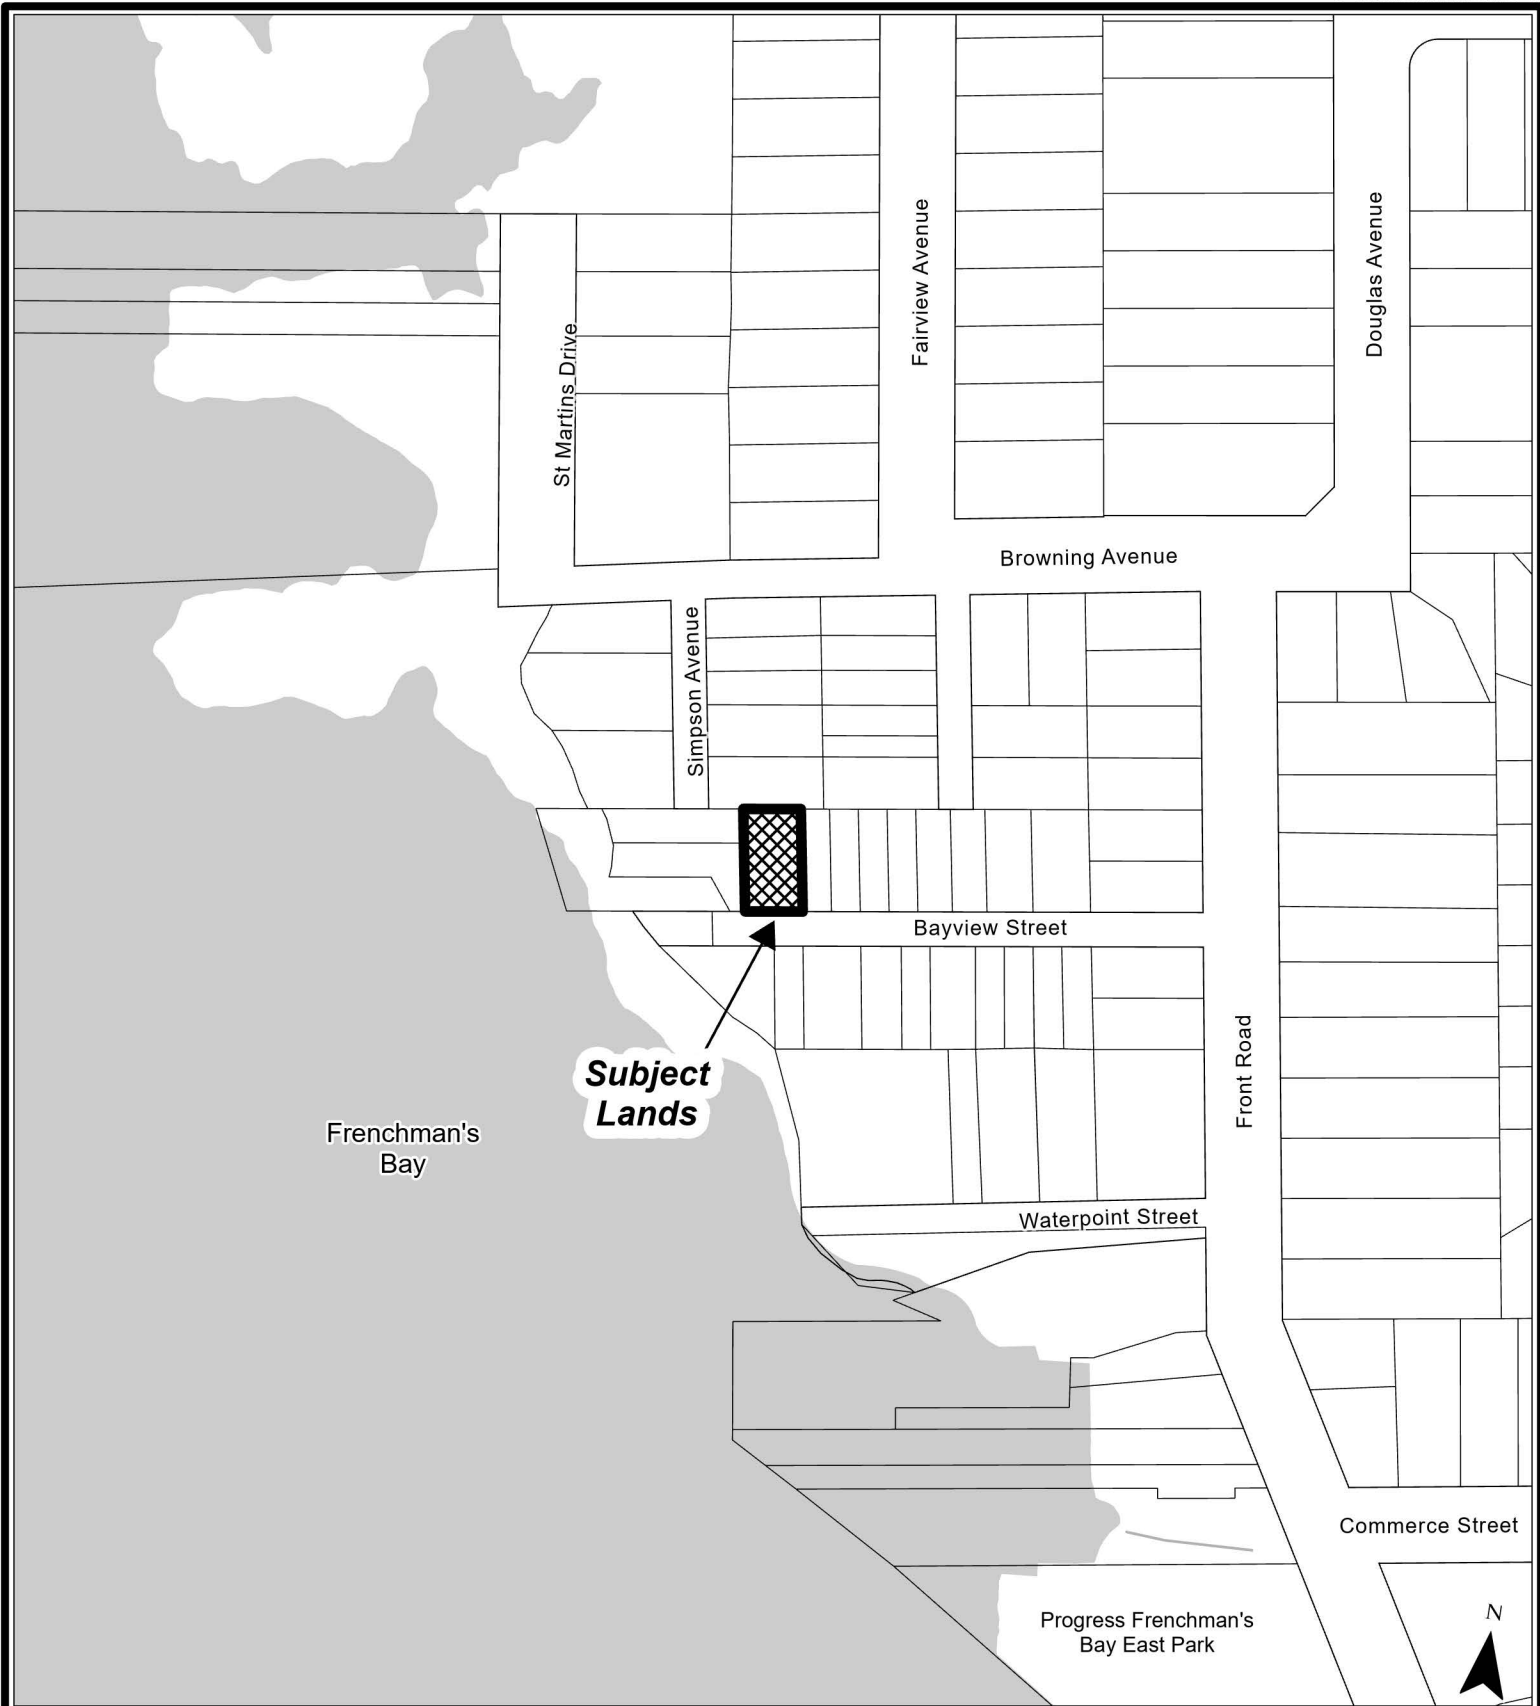 Fairview Avenue
Douglas Avenue
St Martins Drive
Browning Avenue
Simpson Avenue
Bayview Street
Front Road
Subject
Lands
Frenchman's
Bay
Waterpoint Street
Commerce Street
Progress Frenchman's
Bay East Park
N